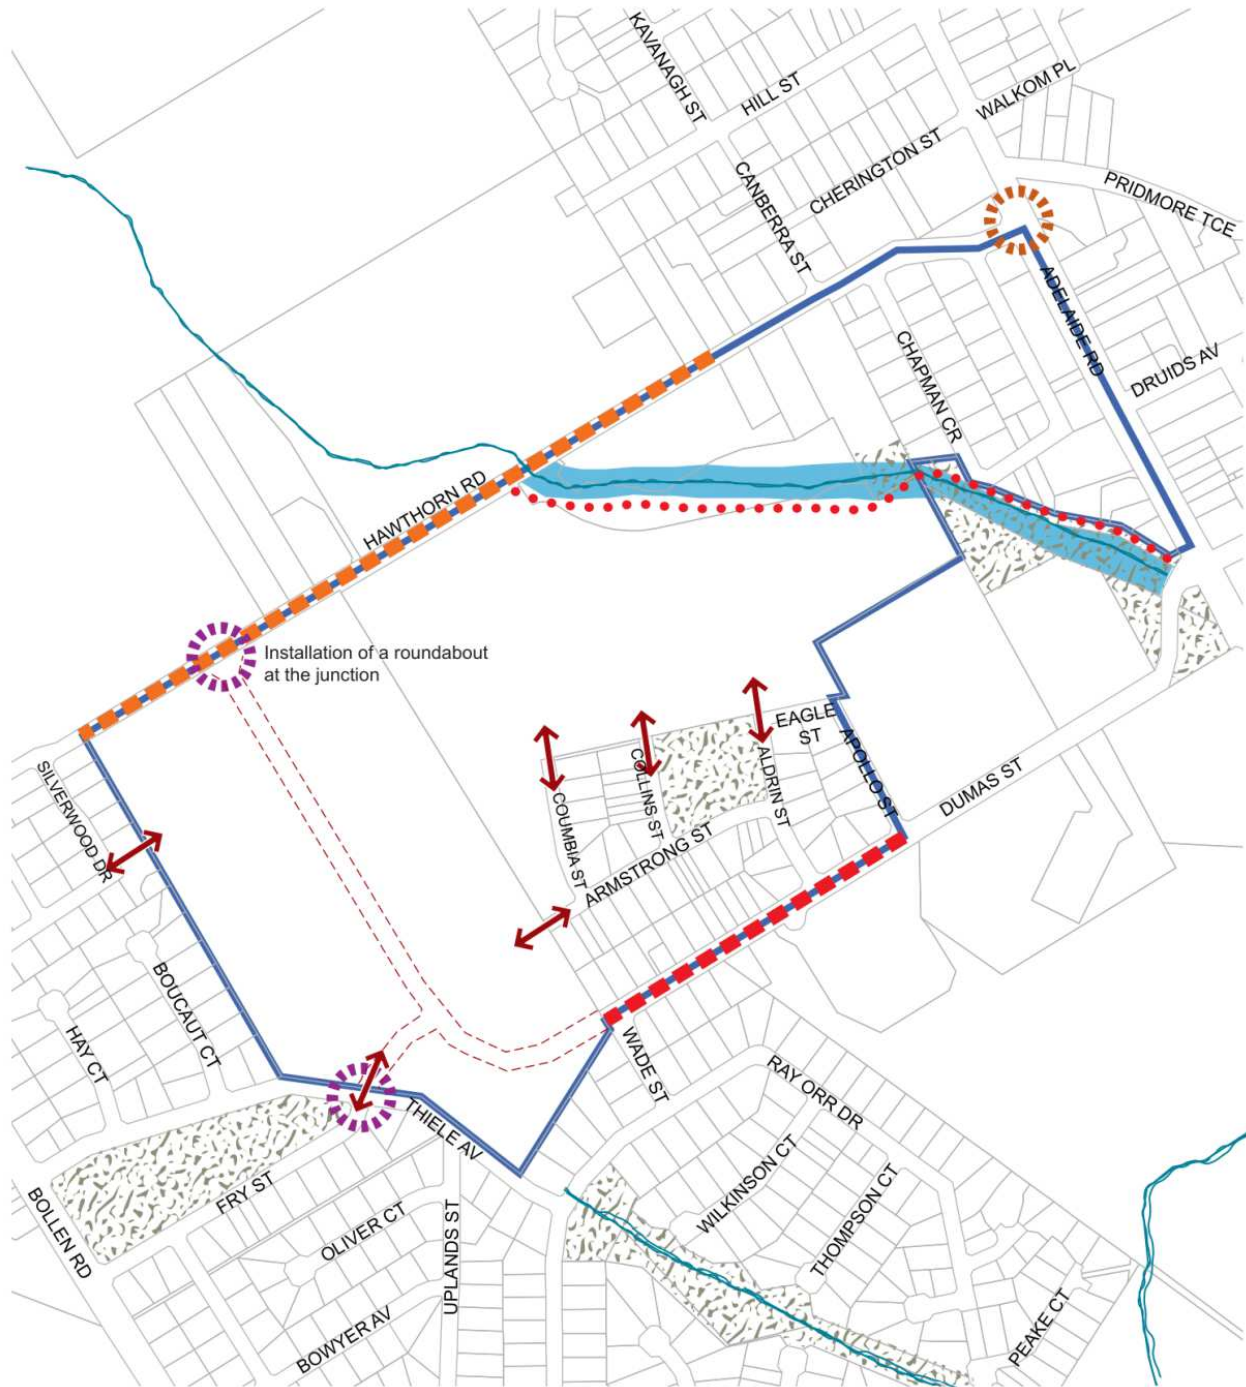 KAVANAGH ST
HILL ST
WALKOM PL
CANBERRA ST
CHERINGTON ST
PRIDMORE TCE
ADELAIDE RD
CHAPMAN CR
DRUIDS AV
HAWTHORN RD
Installation of a roundabout
at the junction
EAGLE
ST
SILVERWOOD DR
COLLINS ST
ALDRIN ST
APOLLO ST
DUMAS ST
COUMBIA ST
ARMSTRONG ST
BOUCAUT CT
HAY CT
WADE ST
RAY ORR DR
THIELE AV
BOLLEN RD
FRY ST
OLIVER CT
UPLANDS ST
WILKINSON CT
THOMPSON CT
BOWYER AV
PEAKE CT